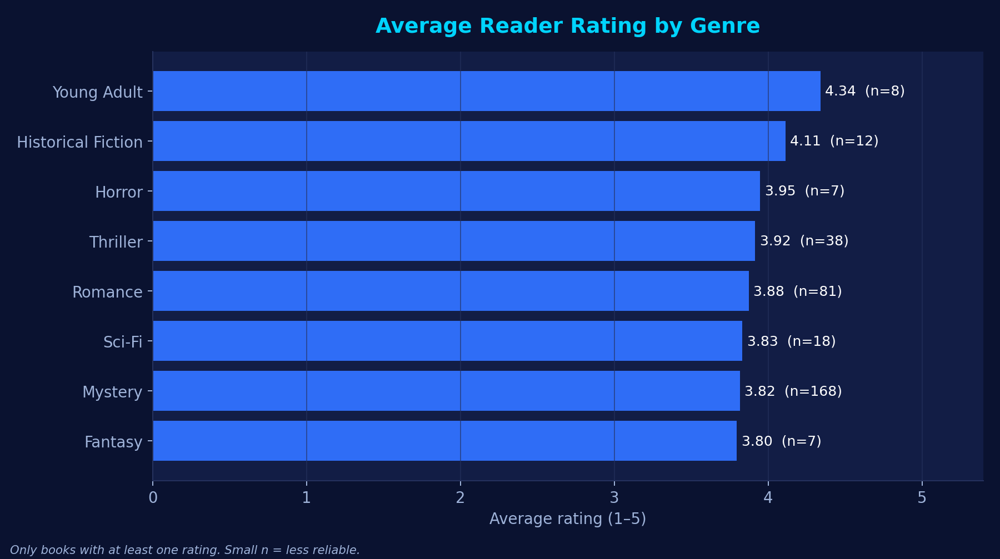 Average Reader Rating by Genre
Young Adult
4.34 (n=8)
Historical Fiction
4.11 (n=12)
Horror
3.95 (n=7)
Thriller
3.92 (n=38)
Romance
3.88 (n=81)
Sci-Fi
3.83 (n=18)
Mystery
3.82 (n=168)
Fantasy
3.80 (n=7)
0 1 2 3 4 5
Average rating (1–5)
Only books with at least one rating. Small n = less reliable.